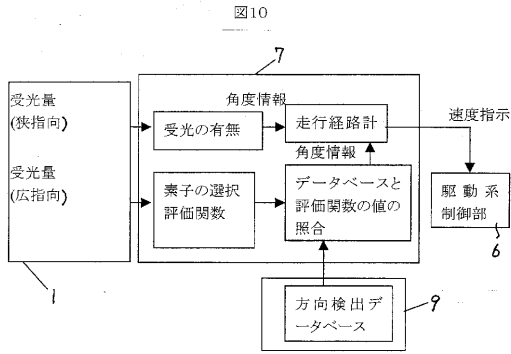 図10
7
受光量
(狭指向)
角度情報
受光の有無
走行経路計
速度指示
角度情報
受光量
(広指向)
素子の選択
評価関数
データベースと
評価関数の値の
照合
駆動系
制御部
6
1
方向検出デ
ータベース
9